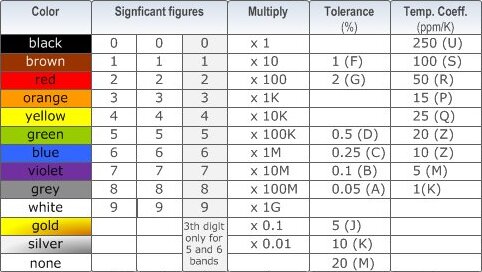 Color Signficant figures Multiply Tolerance (%) Temp. Coeff. (ppm/K)
black 0 0 0 x 1 250 (U)
brown 1 1 1 x 10 1 (F) 100 (S)
red 2 2 2 x 100 2 (G) 50 (R)
orange 3 3 3 x 1K 15 (P)
yellow 4 4 4 x 10K 25 (Q)
green 5 5 5 x 100K 0.5 (D) 20 (Z)
blue 6 6 6 x 1M 0.25 (C) 10 (Z)
violet 7 7 7 x 10M 0.1 (B) 5 (M)
grey 8 8 8 x 100M 0.05 (A) 1(K)
white 9 9 9 x 1G
gold 3th digit x 0.1 5 (J)
silver only for 5 and 6 x 0.01 10 (K)
none bands 20 (M)